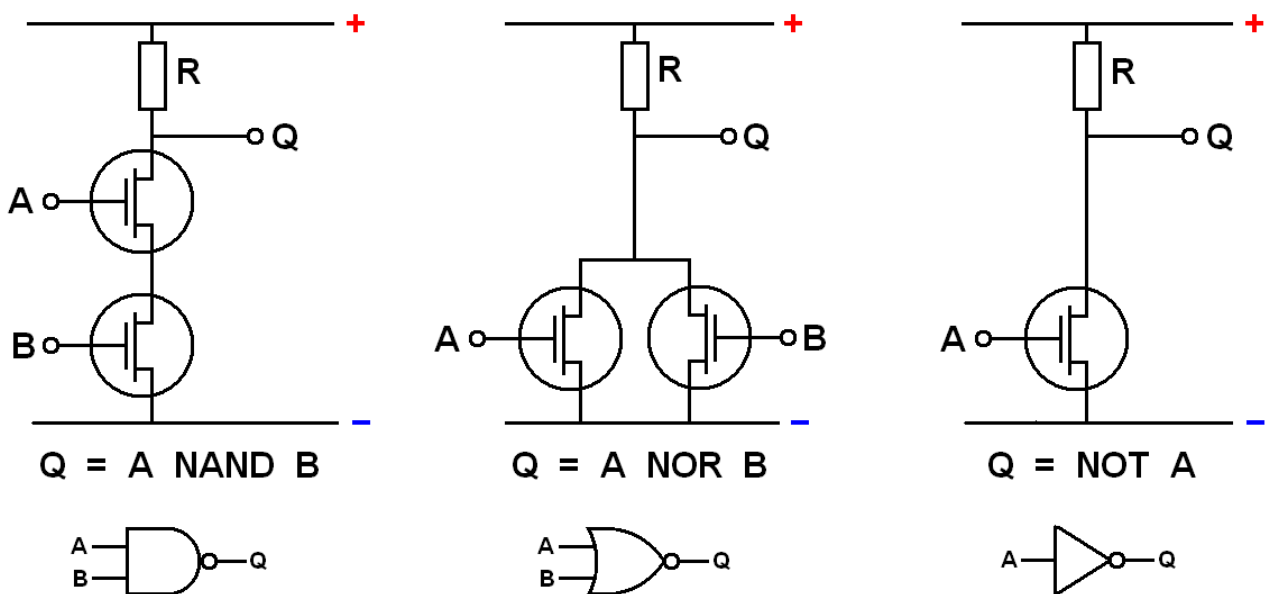 + + +
R R R
Q Q Q
A
A B A
B
− − −
Q = A NAND B Q = A NOR B Q = NOT A
A B Q A B Q A Q